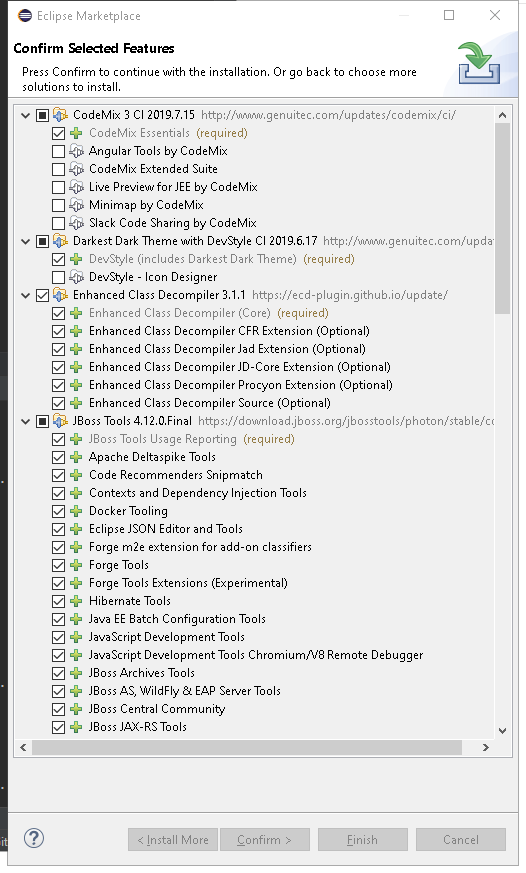 Eclipse Marketplace
Confirm Selected Features
Press Confirm to continue with the installation. Or go back to choose more
solutions to install.
CodeMix 3 CI 2019.7.15 http://www.genuitec.com/updates/codemix/ci/
CodeMix Essentials (required)
Angular Tools by CodeMix
CodeMix Extended Suite
Live Preview for JEE by CodeMix
Minimap by CodeMix
Slack Code Sharing by CodeMix
Darkest Dark Theme with DevStyle CI 2019.6.17 http://www.genuitec.com/upda
DevStyle (includes Darkest Dark Theme) (required)
DevStyle - Icon Designer
Enhanced Class Decompiler 3.1.1 https://ecd-plugin.github.io/update/
Enhanced Class Decompiler (Core) (required)
Enhanced Class Decompiler CFR Extension (Optional)
Enhanced Class Decompiler Jad Extension (Optional)
Enhanced Class Decompiler JD-Core Extension (Optional)
Enhanced Class Decompiler Procyon Extension (Optional)
Enhanced Class Decompiler Source (Optional)
JBoss Tools 4.12.0.Final https://download.jboss.org/jbosstools/photon/stable/co
JBoss Tools Usage Reporting (required)
Apache Deltaspike Tools
Code Recommenders Snipmatch
Contexts and Dependency Injection Tools
Docker Tooling
Eclipse JSON Editor and Tools
Forge m2e extension for add-on classifiers
Forge Tools
Forge Tools Extensions (Experimental)
Hibernate Tools
Java EE Batch Configuration Tools
JavaScript Development Tools
JavaScript Development Tools Chromium/V8 Remote Debugger
JBoss Archives Tools
JBoss AS, WildFly & EAP Server Tools
JBoss Central Community
JBoss JAX-RS Tools
? < Install More Confirm > Finish Cancel